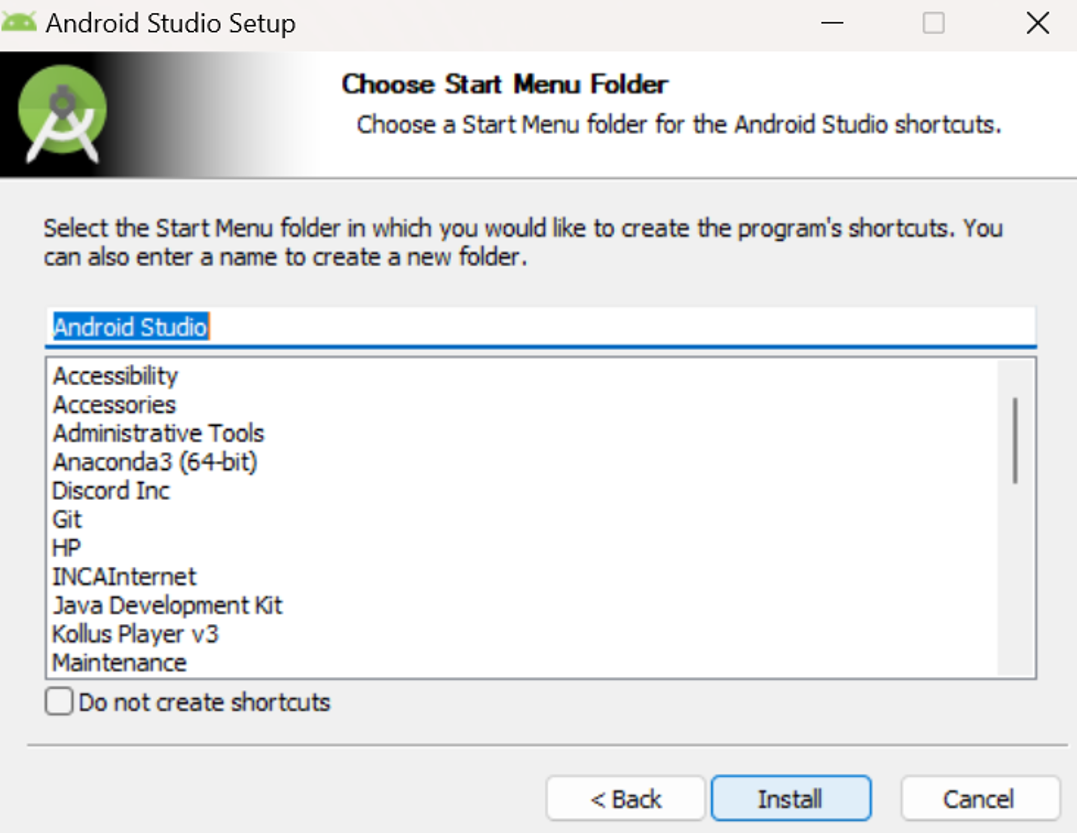 Android Studio Setup
Choose Start Menu Folder
Choose a Start Menu folder for the Android Studio shortcuts.
Select the Start Menu folder in which you would like to create the program's shortcuts. You
can also enter a name to create a new folder.
Android Studio
Accessibility
Accessories
Administrative Tools
Anaconda3 (64-bit)
Discord Inc
Git
HP
INCAInternet
Java Development Kit
Kollus Player v3
Maintenance
Do not create shortcuts
< Back Install Cancel